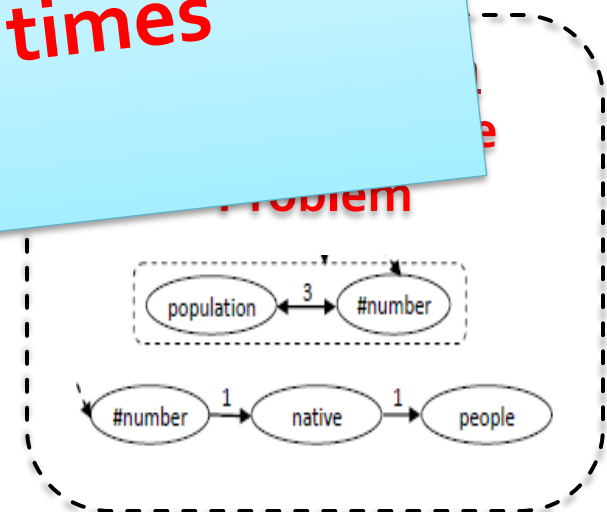 times
Problem
3
population #number
1 1
#number native people